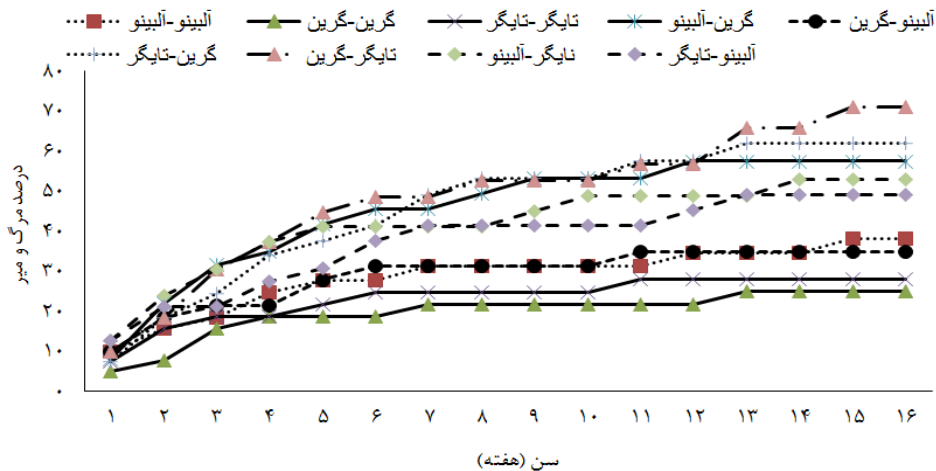 آلبینو-آلبینو گرین-گرین تایگر-تایگر آلبینو-گرین آلبینو-گرین
گرین-تایگر گرین-تایگر نایگر-آلبینو آلبینو-تایگر
۸۰
۷۰
۶۰
۵۰
۴۰
۳۰
۲۰
۱۰
۰
درصد مرگ و میر
۱ ۲ ۳ ۴ ۵ ۶ ۷ ۸ ۹ ۱۰ ۱۱ ۱۲ ۱۳ ۱۴ ۱۵ ۱۶
سن (هفته)